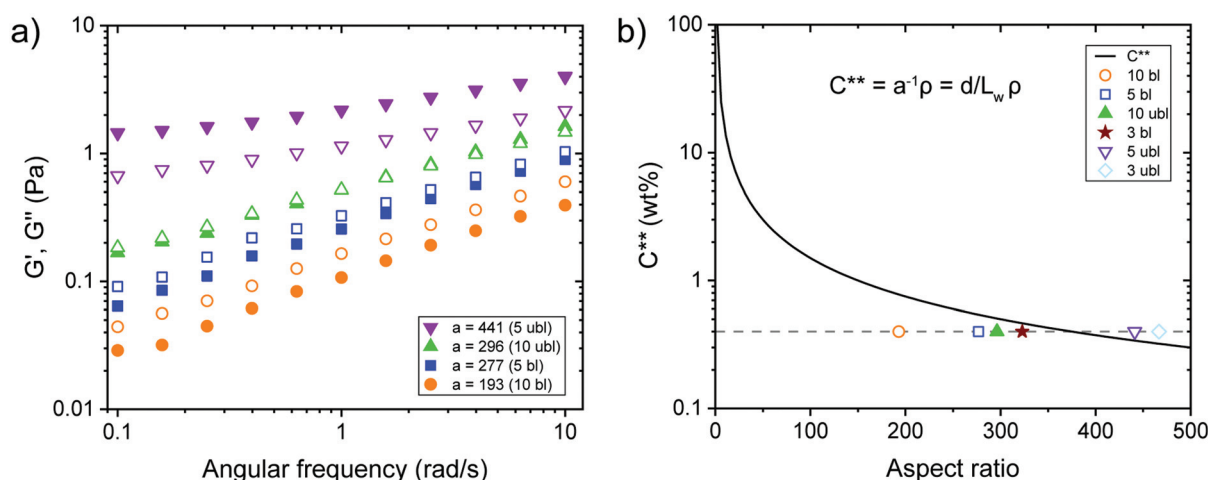 a)
10
1
0.1
0.01
G', G'' (Pa)
0.1
1
10
Angular frequency (rad/s)
a = 441 (5 ubl)
a = 296 (10 ubl)
a = 277 (5 bl)
a = 193 (10 bl)
b)
100
10
1
0.1
C** (wt%)
0
100
200
300
400
500
Aspect ratio
C** = a⁻¹ρ = d/Lw ρ
C**
10 bl
5 bl
10 ubl
3 bl
5 ubl
3 ubl